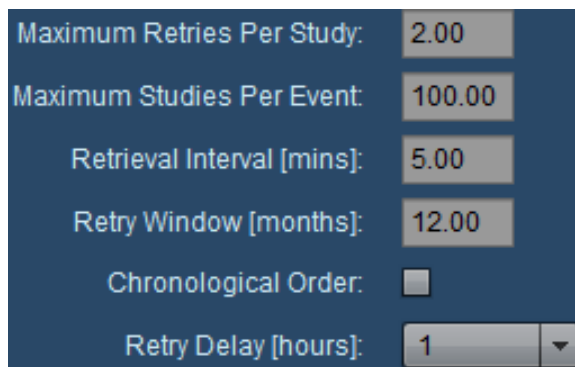 Maximum Retries Per Study: 2.00
Maximum Studies Per Event: 100.00
Retrieval Interval [mins]: 5.00
Retry Window [months]: 12.00
Chronological Order:
Retry Delay [hours]: 1